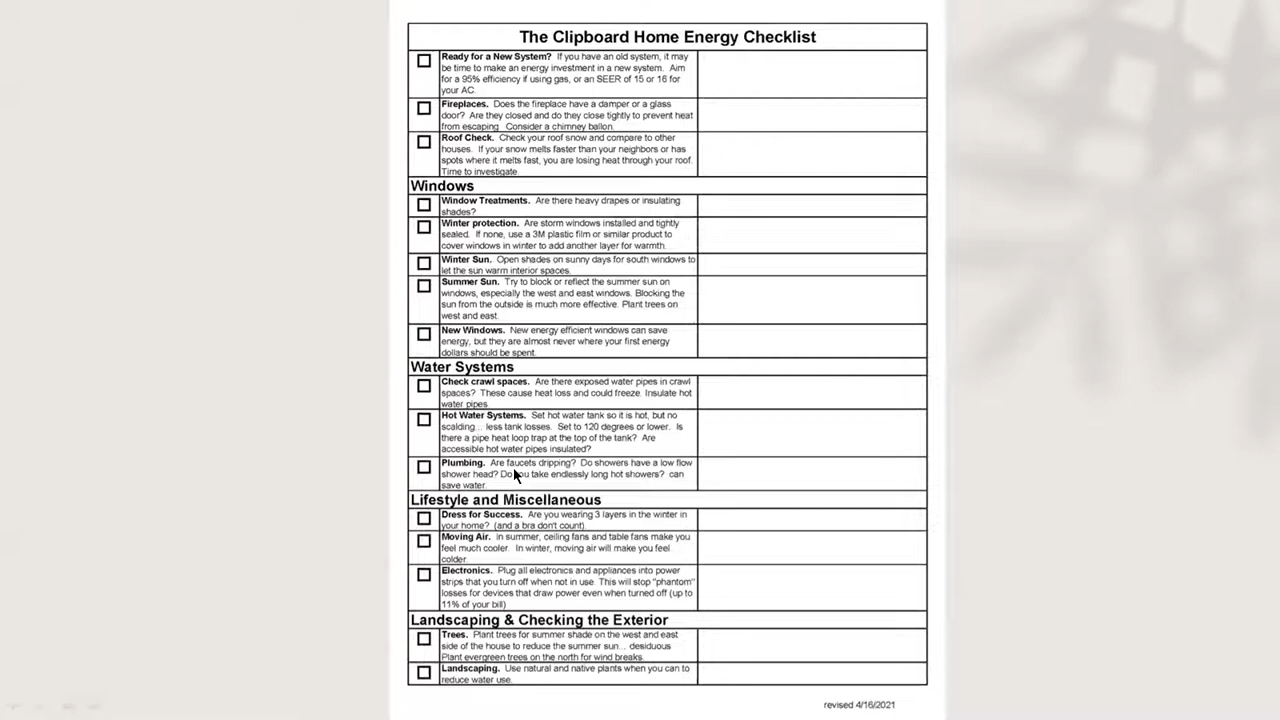 The Clipboard Home Energy Checklist
Ready for a New System? If you have an old system, it may
be time to make an energy investment in a new system. Aim
for a 95% efficiency if using gas, or an SEER of 15 or 16 for
your AC.
Fireplaces. Does the fireplace have a damper or a glass
door? Are they closed and do they close tightly to prevent heat
from escaping. Consider a chimney ballon.
Roof Check. Check your roof snow and compare to other
houses. If your snow melts faster than your neighbors or has
spots where it melts fast, you are losing heat through your roof.
Time to investigate.
Windows
Window Treatments. Are there heavy drapes or insulating
shades?
Winter protection. Are storm windows installed and tightly
sealed. If none, use a 3M plastic film or similar product to
cover windows in winter to add another layer for warmth.
Winter Sun. Open shades on sunny days for south windows to
let the sun warm interior spaces.
Summer Sun. Try to block or reflect the summer sun on
windows, especially the west and east windows. Blocking the
sun from the outside is much more effective. Plant trees on
west and east.
New Windows. New energy efficient windows can save
energy, but they are almost never where your first energy
dollars should be spent.
Water Systems
Check crawl spaces. Are there exposed water pipes in crawl
spaces? These cause heat loss and could freeze. Insulate hot
water pipes.
Hot Water Systems. Set hot water tank so it is hot, but no
scalding... less tank losses. Set to 120 degrees or lower. Is
there a pipe heat loop trap at the top of the tank? Are
accessible hot water pipes insulated?
Plumbing. Are faucets dripping? Do showers have a low flow
shower head? Do you take endlessly long hot showers? can
save water.
Lifestyle and Miscellaneous
Dress for Success. Are you wearing 3 layers in the winter in
your home? (and a bra don't count).
Moving Air. In summer, ceiling fans and table fans make you
feel much cooler. In winter, moving air will make you feel
colder.
Electronics. Plug all electronics and appliances into power
strips that you turn off when not in use. This will stop "phantom"
losses for devices that draw power even when turned off (up to
11% of your bill)
Landscaping & Checking the Exterior
Trees. Plant trees for summer shade on the west and east
side of the house to reduce the summer sun... desiduous
Plant evergreen trees on the north for wind breaks.
Landscaping. Use natural and native plants when you can to
reduce water use.
revised 4/16/2021